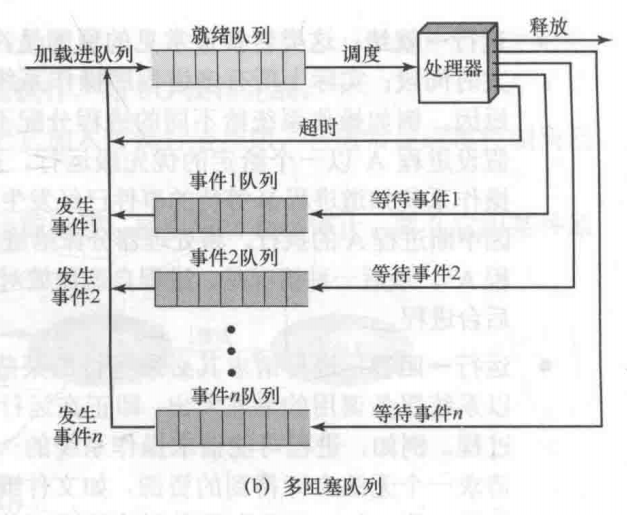 就绪队列
释放
加载进队列
调度
处理器
超时
事件1队列
发生
事件1
等待事件1
事件2队列
发生
事件2
等待事件2
事件n队列
发生
事件n
等待事件n
(b) 多阻塞队列